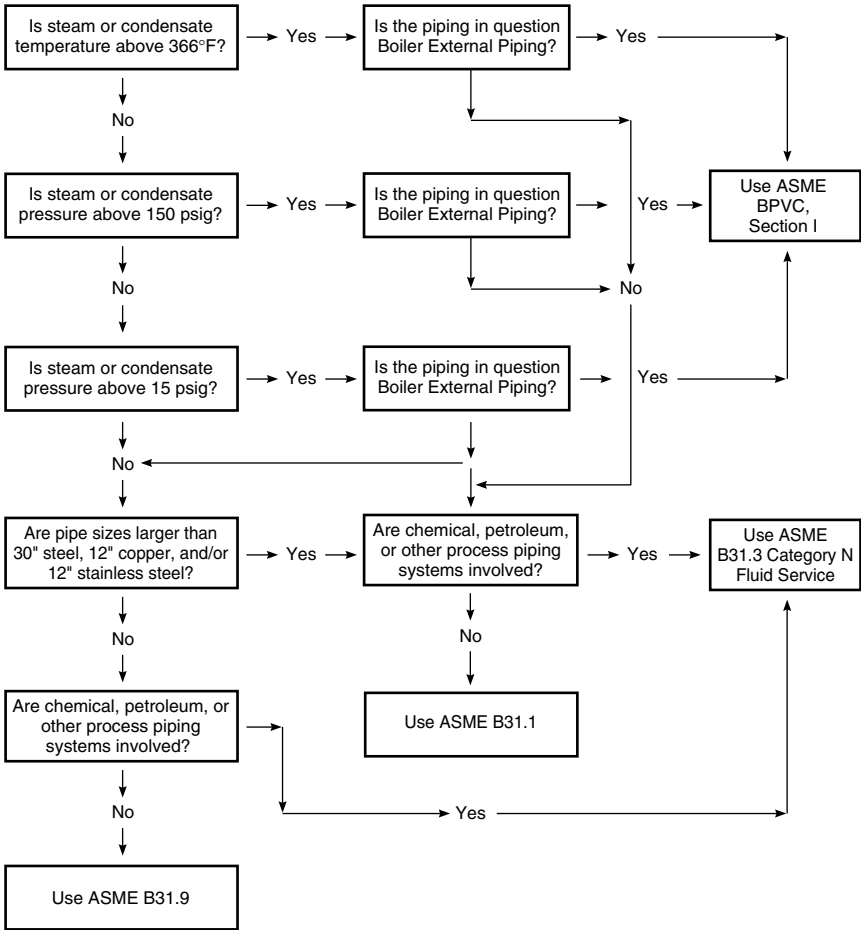 Is steam or condensate
temperature above 366°F?
Yes
Is the piping in question
Boiler External Piping?
Yes
No
Is steam or condensate
pressure above 150 psig?
Yes
Is the piping in question
Boiler External Piping?
Yes
Use ASME
BPVC,
Section I
No
No
Is steam or condensate
pressure above 15 psig?
Yes
Is the piping in question
Boiler External Piping?
Yes
No
Are pipe sizes larger than
30" steel, 12" copper, and/or
12" stainless steel?
Yes
Are chemical, petroleum,
or other process piping
systems involved?
Yes
Use ASME
B31.3 Category N
Fluid Service
No
No
Are chemical, petroleum, or
other process piping
systems involved?
Use ASME B31.1
No
Yes
Use ASME B31.9